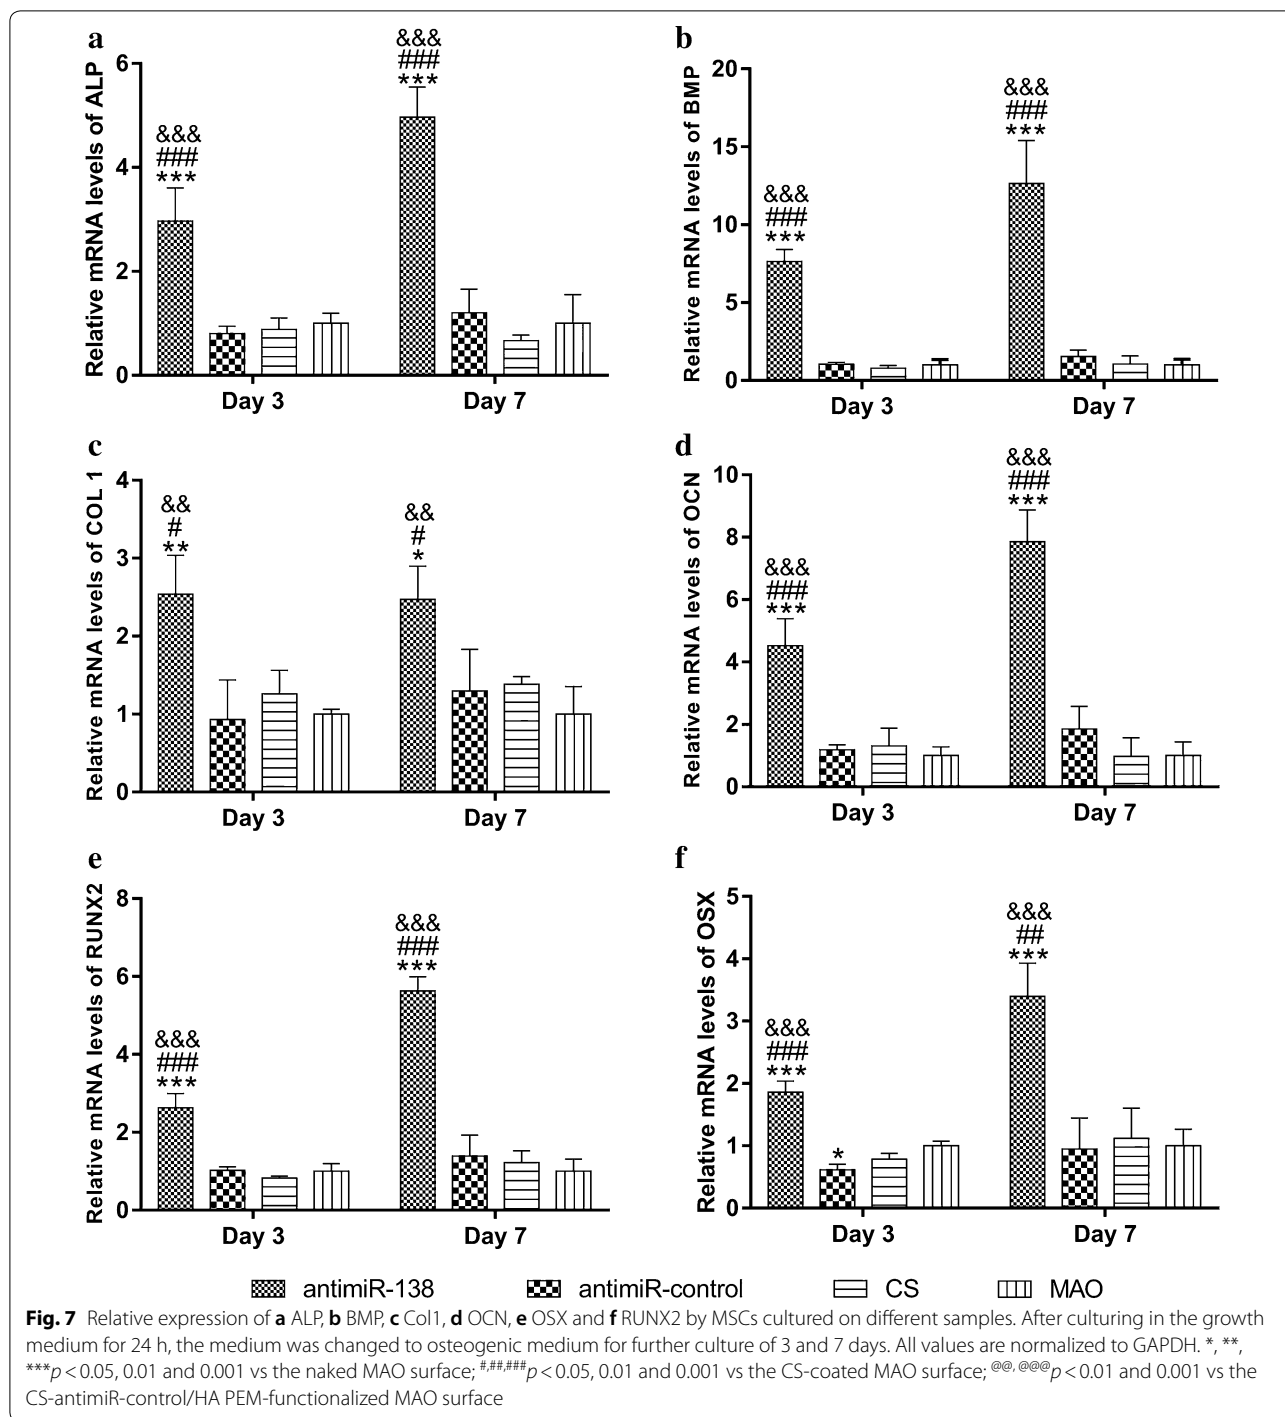 a
&&&
###
***
&&&
###
***
Relative mRNA levels of ALP
6
4
2
0
Day 3 Day 7
b
&&&
###
***
&&&
###
***
Relative mRNA levels of BMP
20
15
10
5
0
Day 3 Day 7
c
&&
#
**
&&
#
*
Relative mRNA levels of COL 1
4
3
2
1
0
Day 3 Day 7
d
&&&
###
***
&&&
###
***
Relative mRNA levels of OCN
10
8
6
4
2
0
Day 3 Day 7
e
&&&
###
***
&&&
###
***
Relative mRNA levels of RUNX2
8
6
4
2
0
Day 3 Day 7
f
&&&
###
***
*
&&&
##
***
Relative mRNA levels of OSX
5
4
3
2
1
0
Day 3 Day 7
antimiR-138 antimiR-control CS MAO
Fig. 7 Relative expression of a ALP, b BMP, c Col1, d OCN, e OSX and f RUNX2 by MSCs cultured on different samples. After culturing in the growth
medium for 24 h, the medium was changed to osteogenic medium for further culture of 3 and 7 days. All values are normalized to GAPDH. *, **,
***p < 0.05, 0.01 and 0.001 vs the naked MAO surface; #,##,###p < 0.05, 0.01 and 0.001 vs the CS-coated MAO surface; @@, @@@p < 0.01 and 0.001 vs the
CS-antimiR-control/HA PEM-functionalized MAO surface